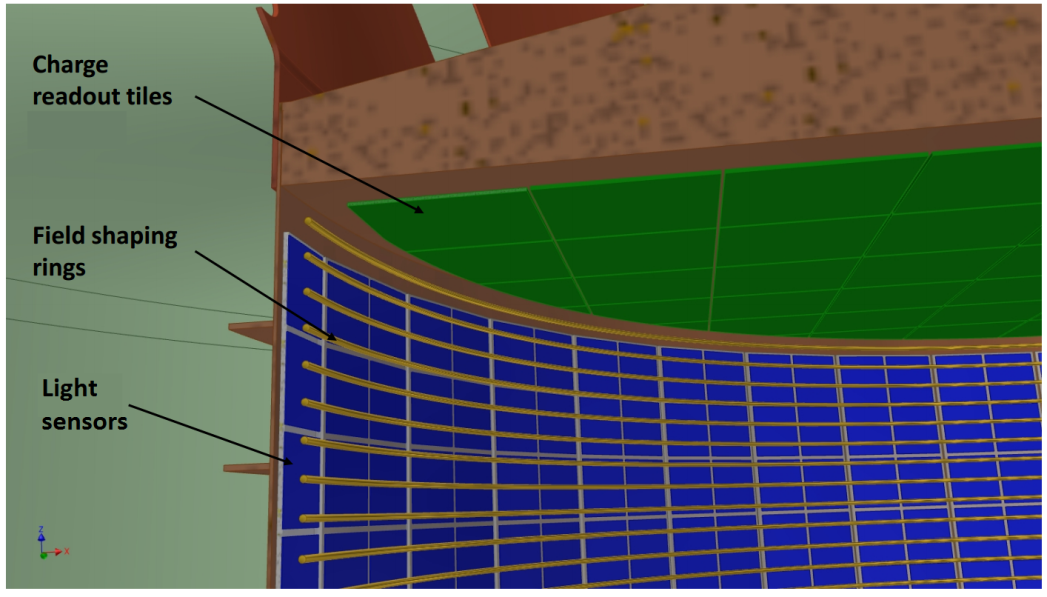 Charge
readout tiles
Field shaping
rings
Light
sensors
Z
X